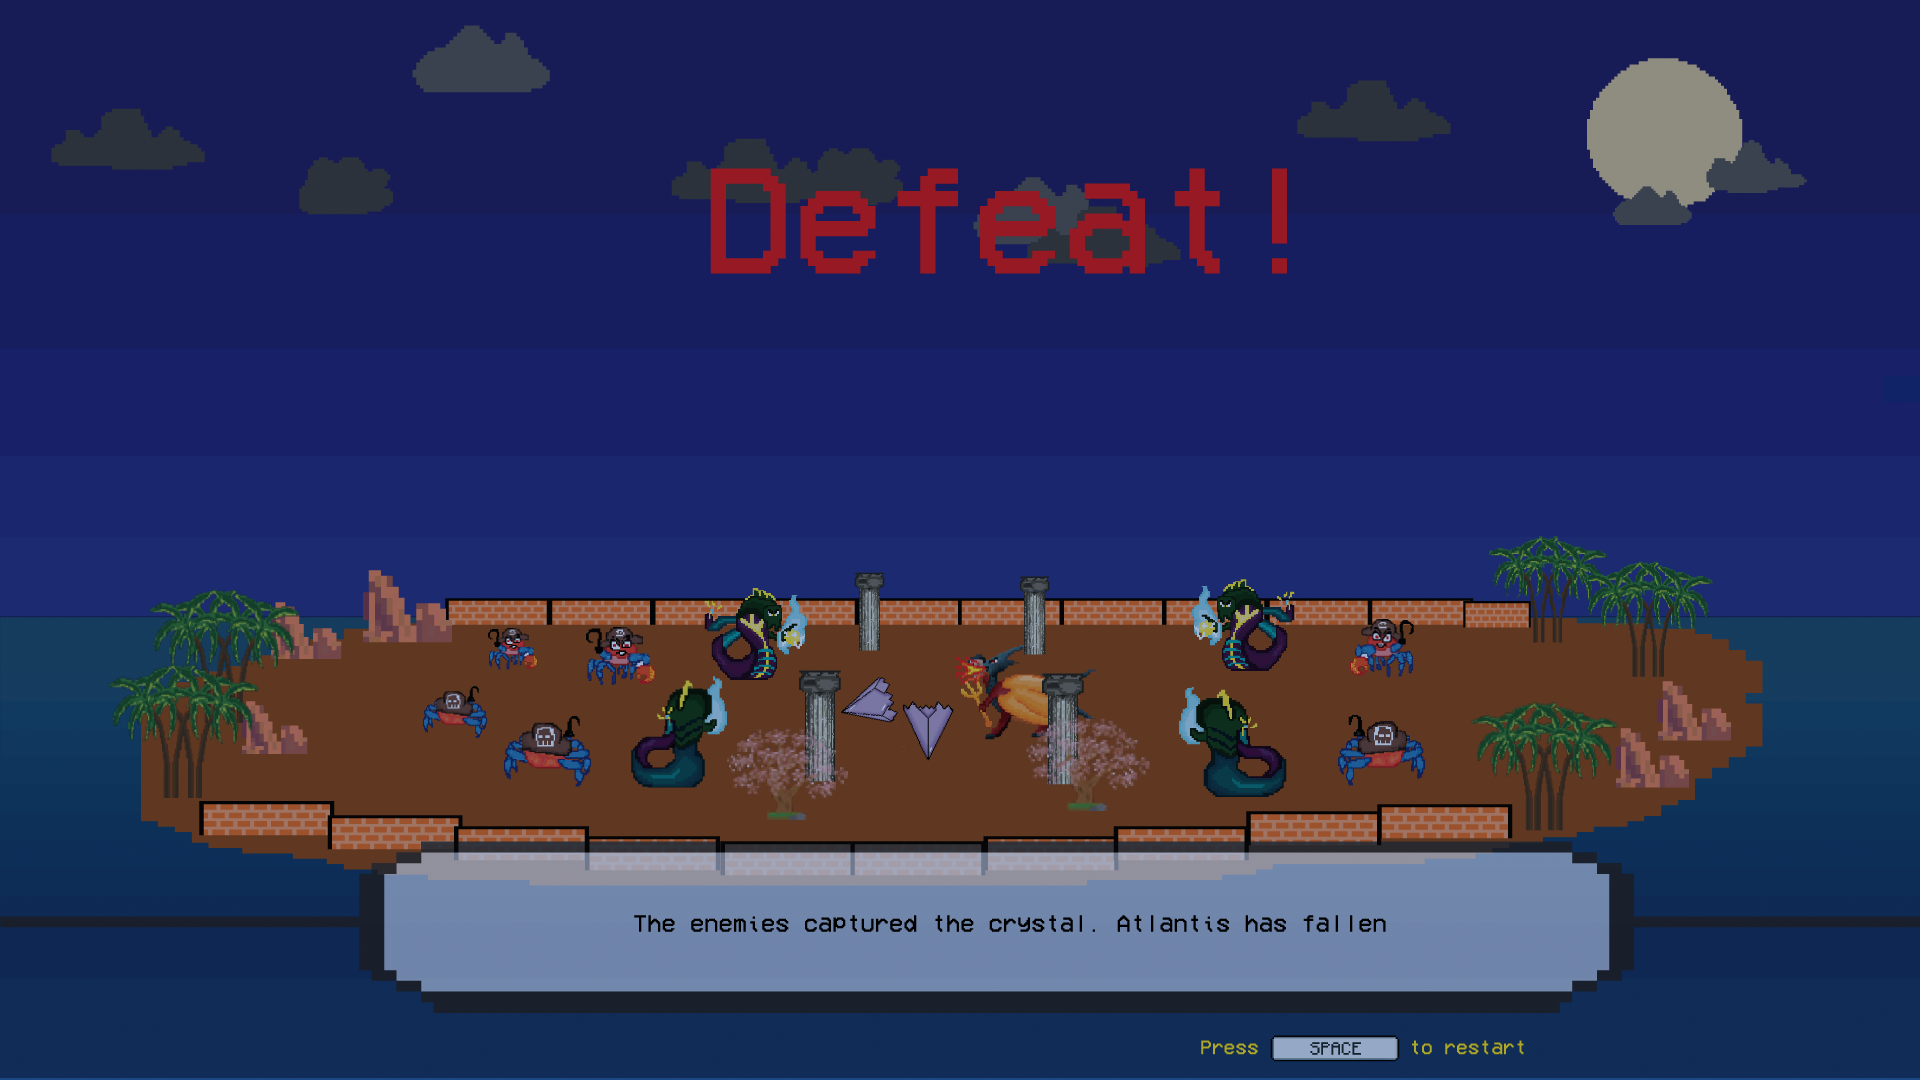 Defeat!
The enemies captured the crystal. Atlantis has fallen
Press SPACE to restart